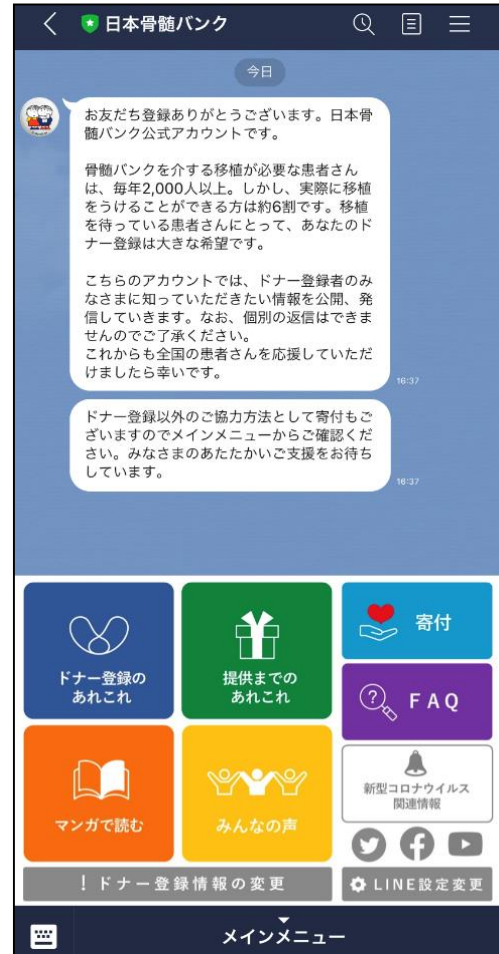 日本骨髄バンク
今日
お友だち登録ありがとうございます。日本骨
髄バンク公式アカウントです。
骨髄バンクを介する移植が必要な患者さん
は、毎年2,000人以上。しかし、実際に移植
をうけることができる方は約6割です。移植
を待っている患者さんにとって、あなたのド
ナー登録は大きな希望です。
こちらのアカウントでは、ドナー登録者のみ
なさまに知っていただきたい情報を公開、発
信していきます。なお、個別の返信はできま
せんのでご了承ください。
これからも全国の患者さんを応援していただ
けましたら幸いです。
16:37
ドナー登録以外のご協力方法として寄付もご
ざいますのでメインメニューからご確認くだ
さい。みなさまのあたたかいご支援をお待ち
しています。
16:37
ドナー登録の
あれこれ
提供までの
あれこれ
寄付
FAQ
マンガで読む
みんなの声
新型コロナウイルス
関連情報
!ドナー登録情報の変更
LINE設定変更
メインメニュー